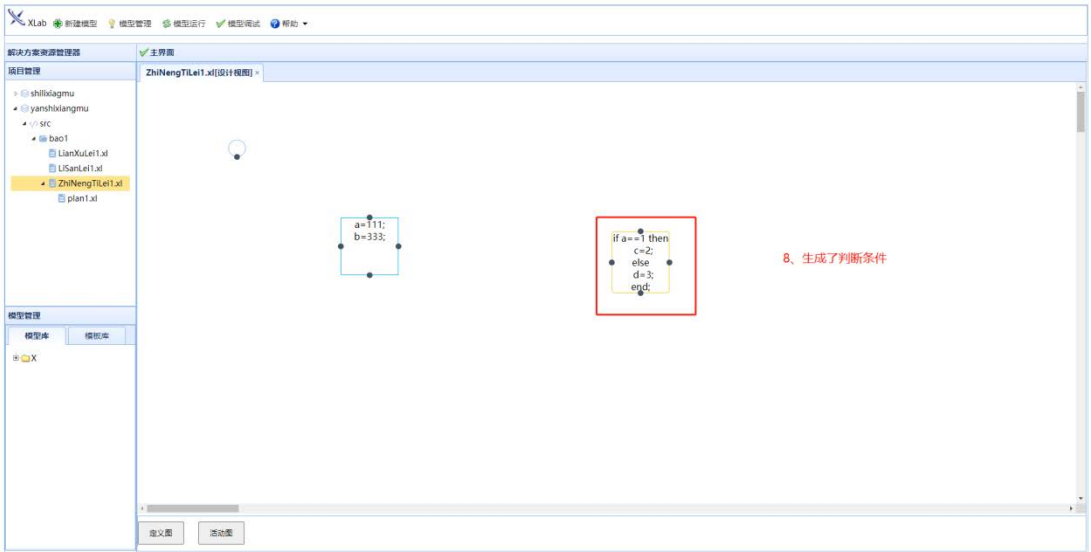 XLab 新建模型 模型管理 模型运行 模型调试 帮助
解决方案资源管理器
主界面
项目管理
ZhiNengTiLei1.xl[设计视图] ×
shilixiagmu
yanshixiangmu
src
bao1
LianXuLei1.xl
LiSanLei1.xl
ZhiNengTiLei1.xl
plan1.xl
a=111;
b=333;
if a==1 then
c=2;
else
d=3;
end;
8、生成了判断条件
模型管理
模型库 模板库
X
定义图 活动图